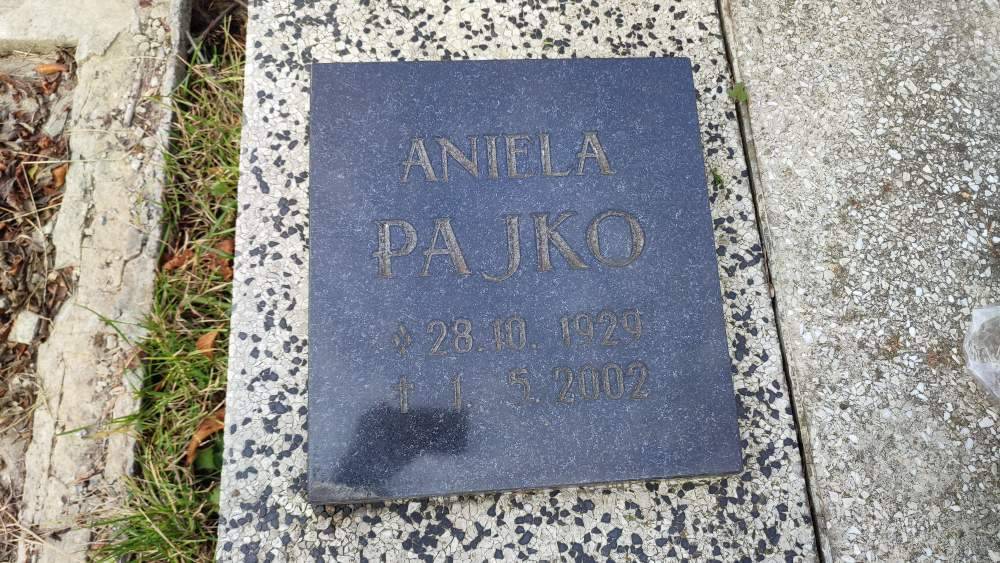 ANIELA
PAJKO
28.10. 1929
† 1. 5. 2002